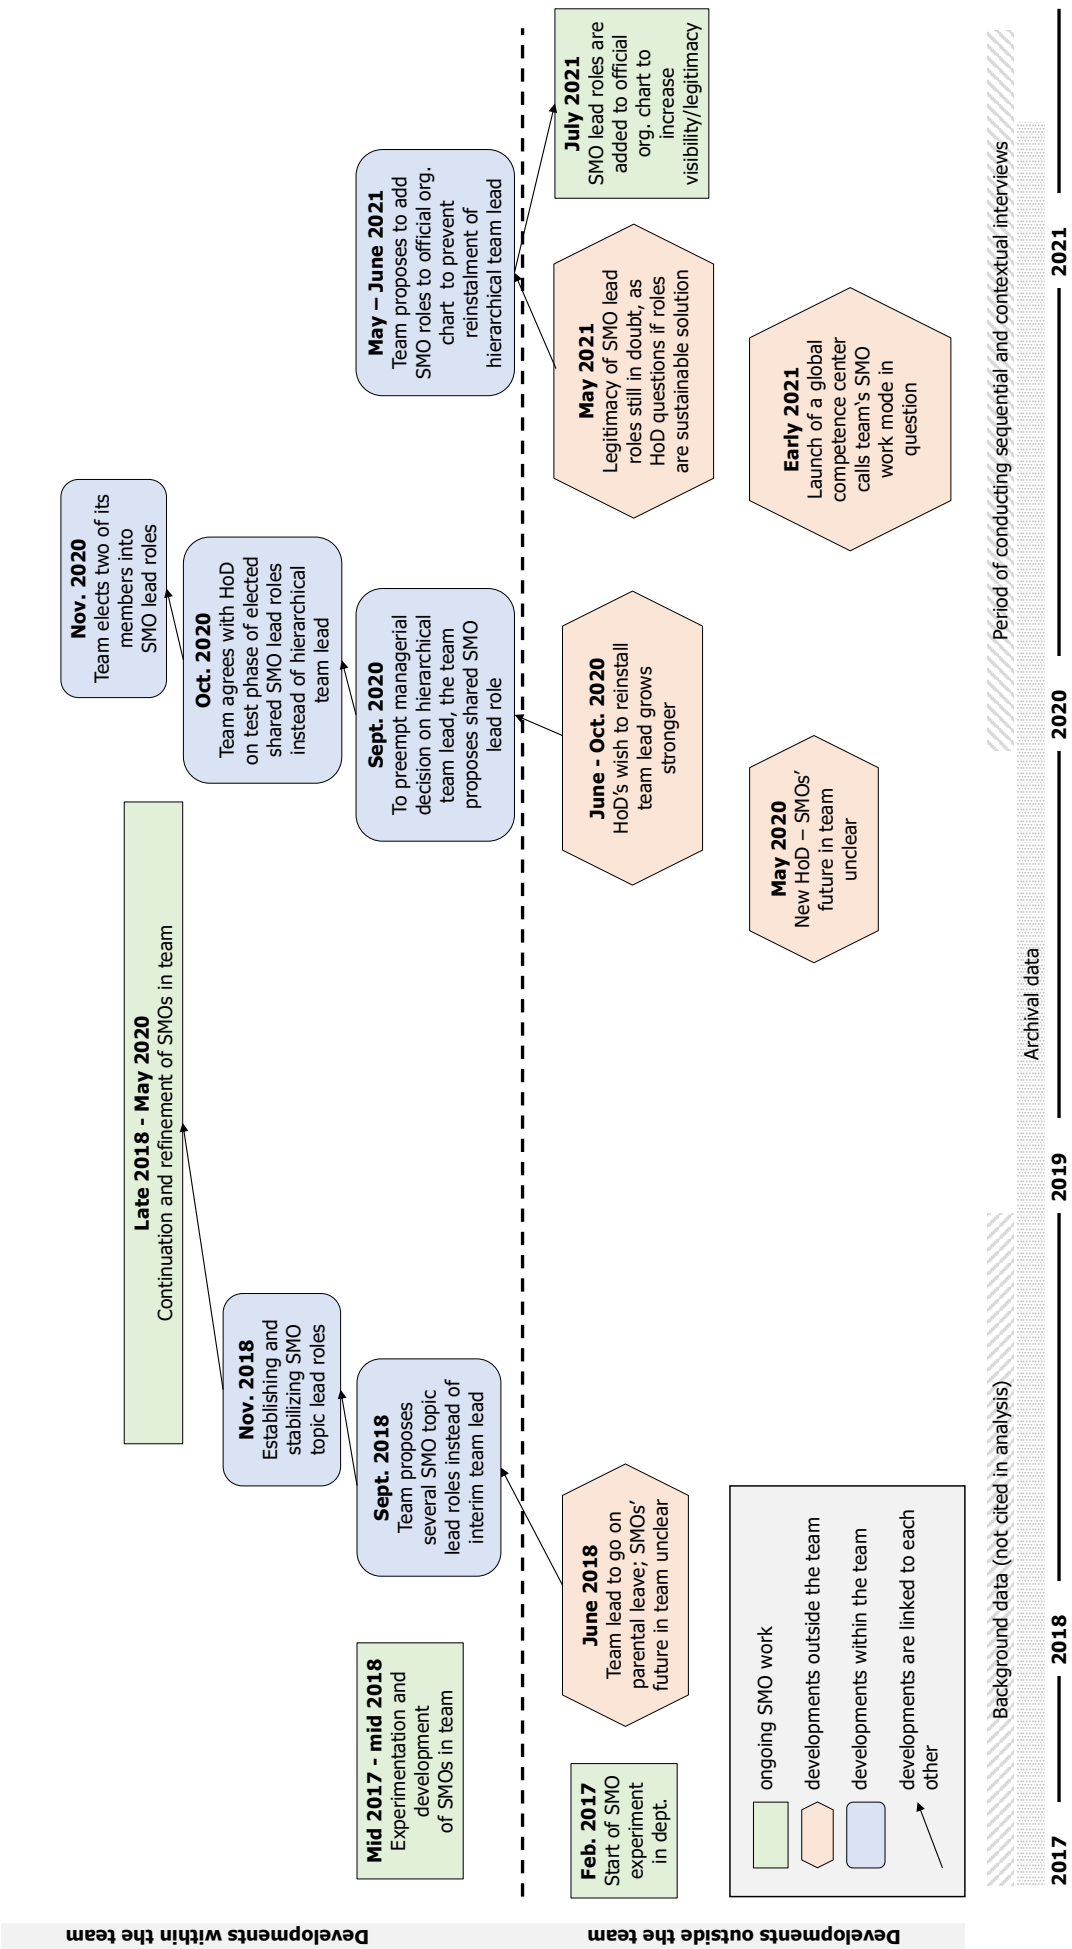 Developments within the team
Developments outside the team
Mid 2017 - mid 2018
Experimentation and
development
of SMOs in team
Feb. 2017
Start of SMO
experiment
in dept.
June 2018
Team lead to go on
parental leave; SMOs’
future in team unclear
Sept. 2018
Team proposes
several SMO topic
lead roles instead of
interim team lead
Nov. 2018
Establishing and
stabilizing SMO
topic lead roles
Late 2018 - May 2020
Continuation and refinement of SMOs in team
May 2020
New HoD – SMOs’
future in team
unclear
June - Oct. 2020
HoD’s wish to reinstall
team lead grows
stronger
Sept. 2020
To preempt managerial
decision on hierarchical
team lead, the team
proposes shared SMO
lead role
Oct. 2020
Team agrees with HoD
on test phase of elected
shared SMO lead roles
instead of hierarchical
team lead
Nov. 2020
Team elects two of its
members into
SMO lead roles
Early 2021
Launch of a global
competence center
calls team‘s SMO
work mode in
question
May 2021
Legitimacy of SMO lead
roles still in doubt, as
HoD questions if roles
are sustainable solution
May – June 2021
Team proposes to add
SMO roles to official org.
chart to prevent
reinstalment of
hierarchical team lead
July 2021
SMO lead roles are
added to official
org. chart to
increase
visibility/legitimacy
ongoing SMO work
developments outside the team
developments within the team
developments are linked to each
other
Background data (not cited in analysis)
Period of conducting sequential and contextual interviews
Archival data
2017
2018
2019
2020
2021